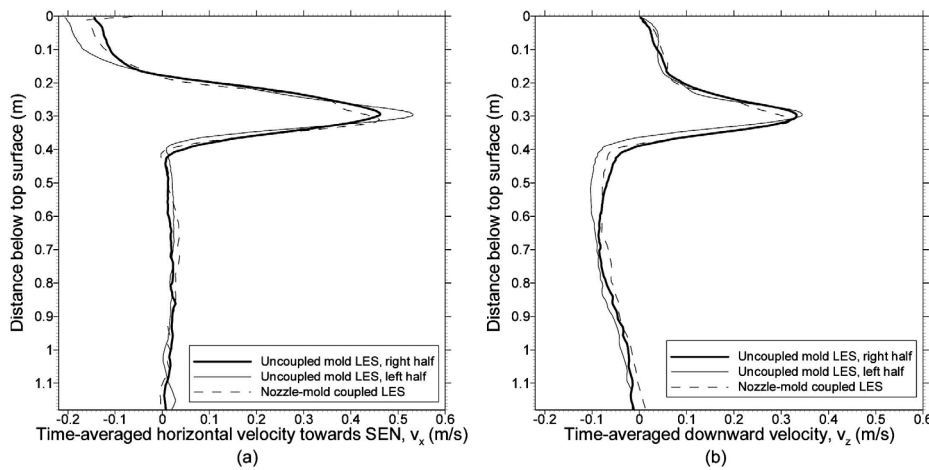 0
0.1
0.2
0.3
0.4
0.5
0.6
0.7
0.8
0.9
1
1.1
Distance below top surface (m)
Uncoupled mold LES, right half
Uncoupled mold LES, left half
Nozzle-mold coupled LES
-0.2 -0.1 0 0.1 0.2 0.3 0.4 0.5 0.6
Time-averaged horizontal velocity towards SEN, vx (m/s)
(a)
0
0.1
0.2
0.3
0.4
0.5
0.6
0.7
0.8
0.9
1
1.1
Distance below top surface (m)
Uncoupled mold LES, right half
Uncoupled mold LES, left half
Nozzle-mold coupled LES
-0.2 -0.1 0 0.1 0.2 0.3 0.4 0.5 0.6
Time-averaged downward velocity, vz (m/s)
(b)